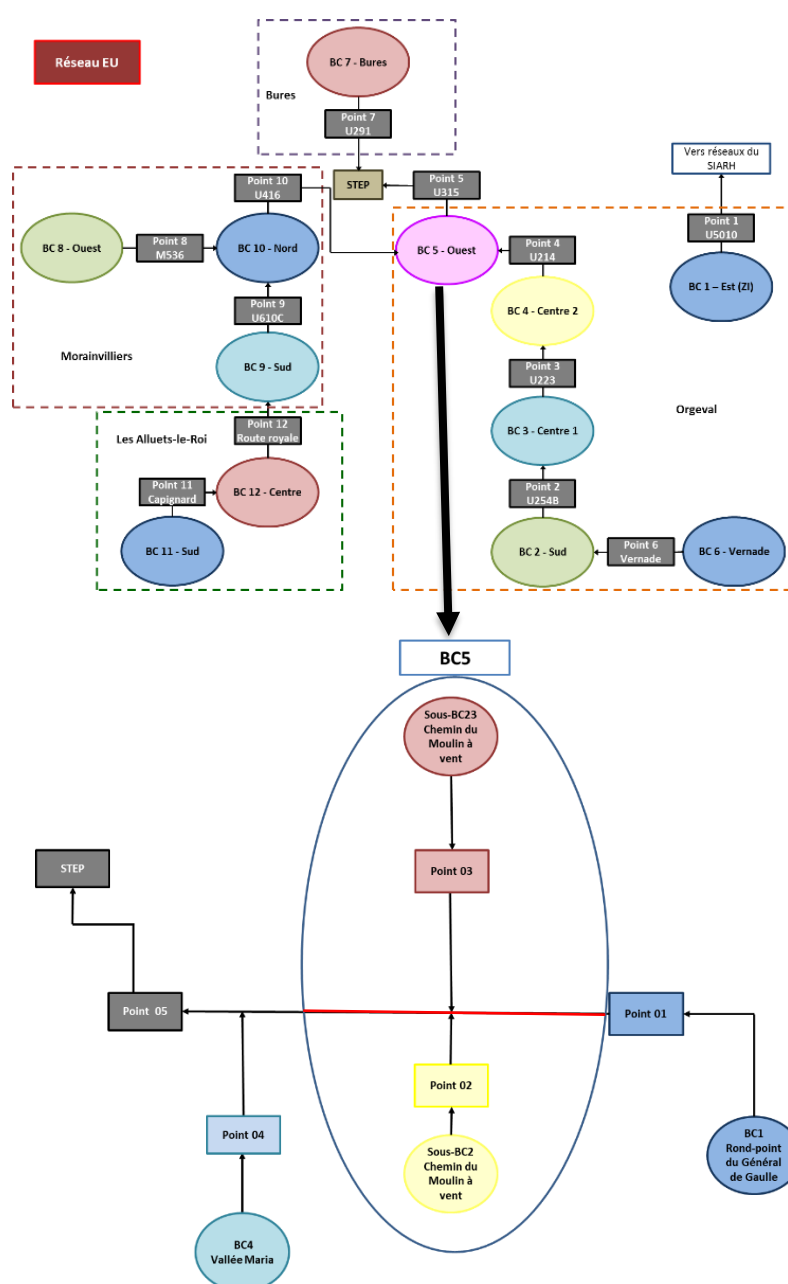 Réseau EU
BC 7 - Bures
Bures
Point 7
U291
Vers réseaux du
SIARH
Point 10
U416
STEP
Point 5
U315
Point 1
U5010
BC 8 - Ouest
Point 8
M536
BC 10 - Nord
BC 5 - Ouest
Point 4
U214
BC 1 – Est (ZI)
Point 9
U610C
BC 4 - Centre 2
Morainvilliers
BC 9 - Sud
Point 3
U223
Orgeval
Les Alluets-le-Roi
Point 12
Route royale
BC 3 - Centre 1
Point 11
Capignard
BC 12 - Centre
Point 2
U254B
BC 11 - Sud
BC 2 - Sud
Point 6
Vernade
BC 6 - Vernade
BC5
Sous-BC23
Chemin du
Moulin à
vent
STEP
Point 03
Point 05
Point 01
Point 02
Point 04
BC1
Rond-point
du Général
de Gaulle
Sous-BC2
Chemin du
Moulin à
vent
BC4
Vallée Maria